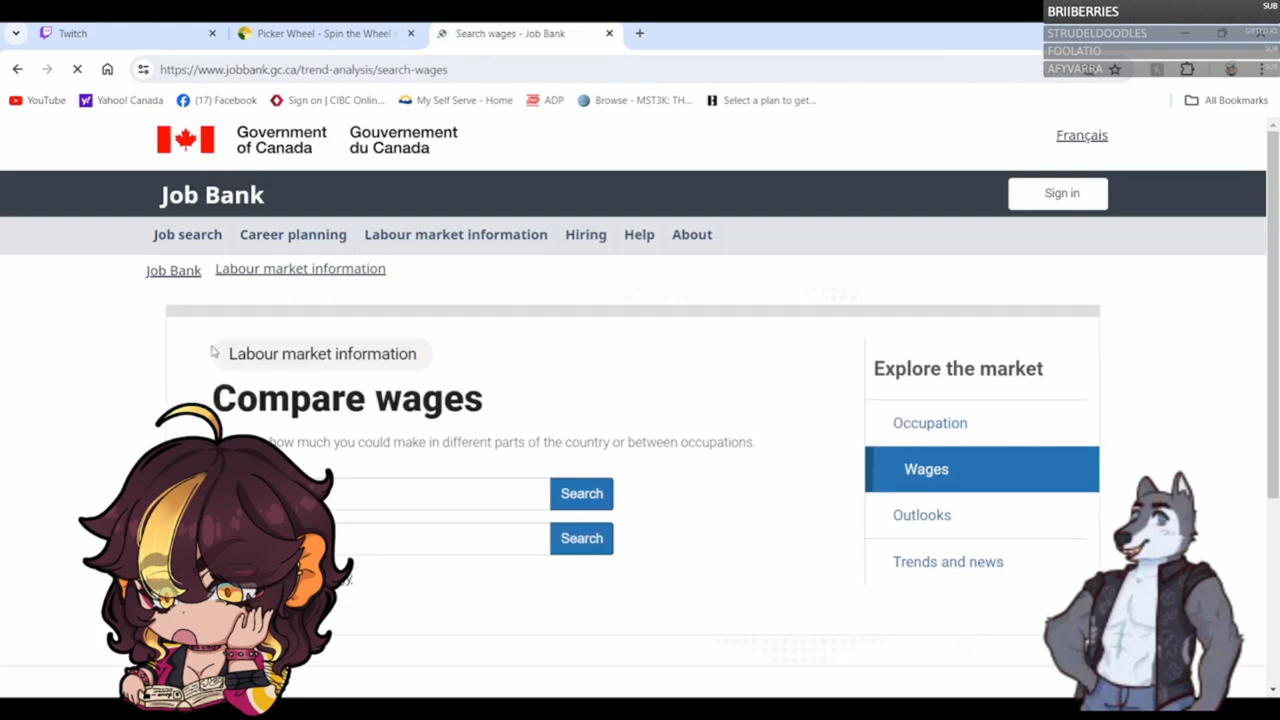 BRIIBERRIES SUB
STRUDELDOODLES
FOOLATIO SUB
AFYVARRA
Twitch
Picker Wheel - Spin the Wheel
Search wages - Job Bank
https://www.jobbank.gc.ca/trend-analysis/search-wages
YouTube
Yahoo! Canada
(17) Facebook
Sign on | CIBC Onlin...
My Self Serve - Home
ADP
Browse - MST3K: TH...
Select a plan to get...
All Bookmarks
Government
of Canada
Gouvernement
du Canada
Français
Job Bank
Sign in
Job search
Career planning
Labour market information
Hiring
Help
About
Job Bank
Labour market information
Labour market information
Compare wages
how much you could make in different parts of the country or between occupations.
Search
Search
Explore the market
Occupation
Wages
Outlooks
Trends and news